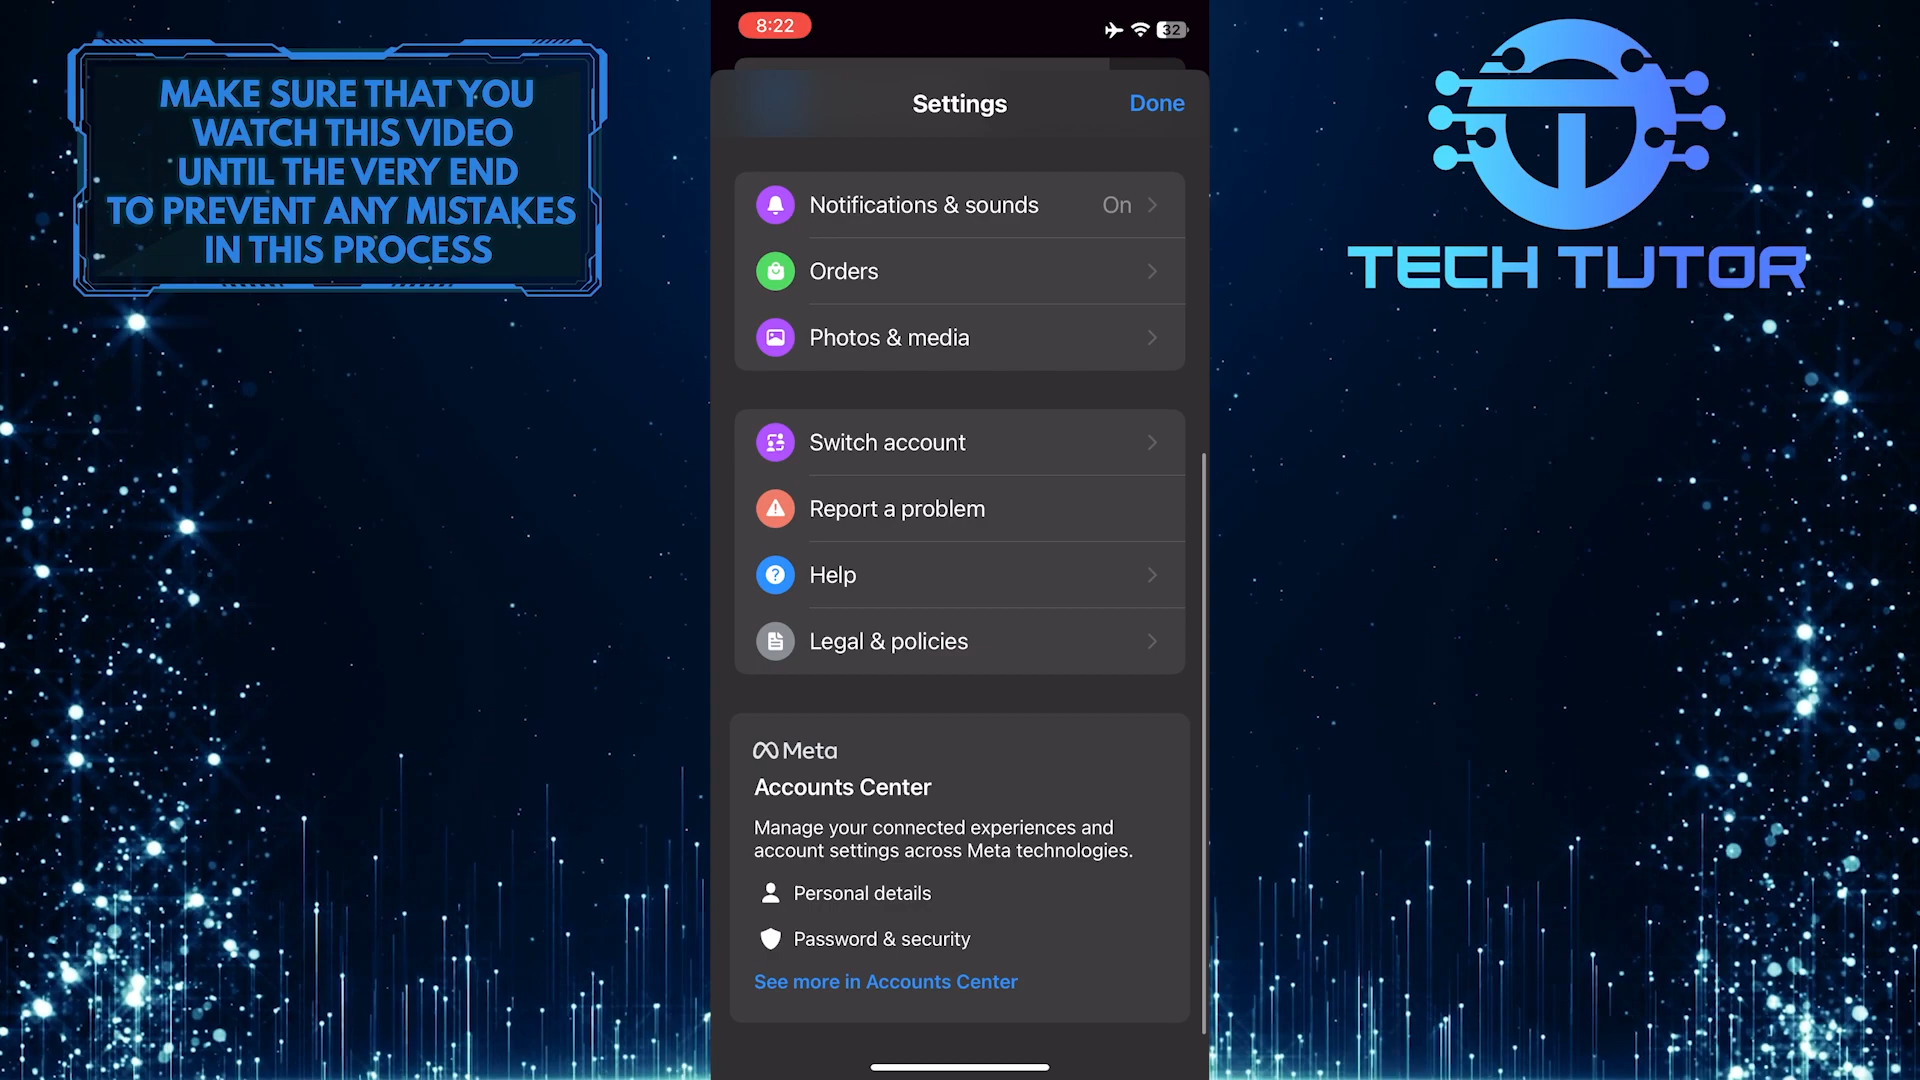 MAKE SURE THAT YOU
WATCH THIS VIDEO
UNTIL THE VERY END
TO PREVENT ANY MISTAKES
IN THIS PROCESS
8:22
32
Settings
Done
Notifications & sounds
On
Orders
Photos & media
Switch account
Report a problem
Help
Legal & policies
Meta
Accounts Center
Manage your connected experiences and
account settings across Meta technologies.
Personal details
Password & security
See more in Accounts Center
TECH TUTOR